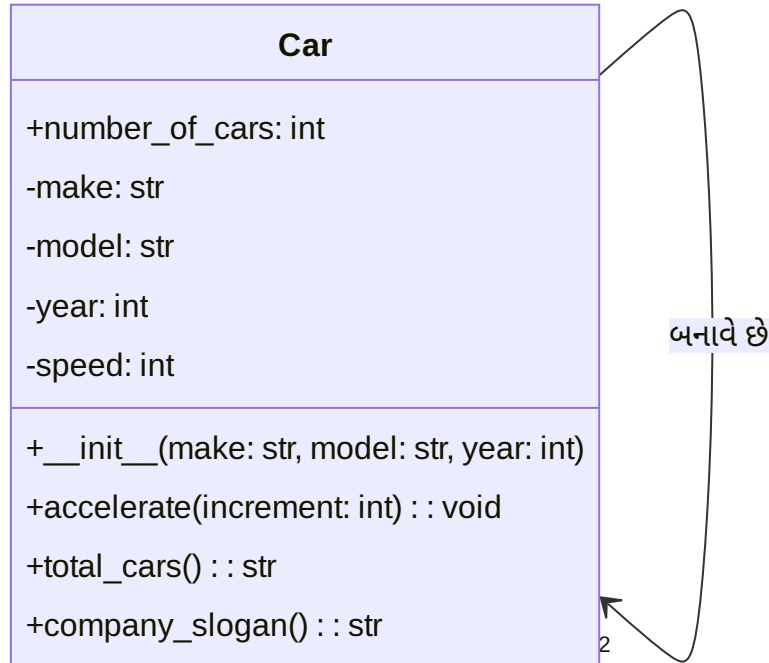 Car
+number_of_cars: int
-make: str
-model: str
-year: int
-speed: int
બનાવે છે
+__init__(make: str, model: str, year: int)
+accelerate(increment: int) : : void
+total_cars() : : str
+company_slogan() : : str
2